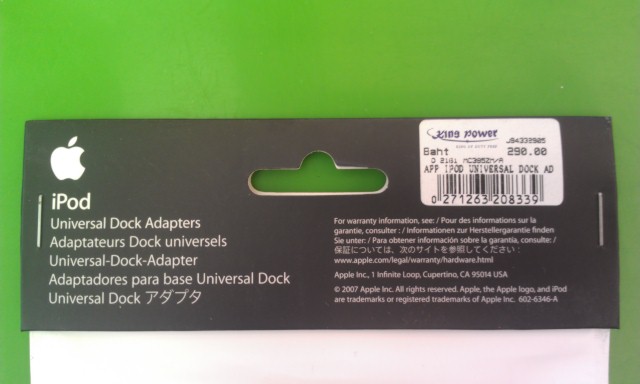 iPod
Universal Dock Adapters
Adaptateurs Dock universels
Universal-Dock-Adapter
Adaptadores para base Universal Dock
Universal Dock アダプタ
King Power
J94332905
Baht 290.00
APP IPOD UNIVERSAL DOCK AD
0 271263 208339
For warranty information, see: / Pour des informations sur la
garantie, consulter : / Informationen zur Herstellergarantie finden
Sie unter: / Para obtener información sobre la garantía, consulte: /
保証については、次のサイトを参照してください:
www.apple.com/legal/warranty/hardware.html
Apple Inc., 1 Infinite Loop, Cupertino, CA 95014 USA
© 2007 Apple Inc. All rights reserved. Apple, the Apple logo, and iPod
are trademarks or registered trademarks of Apple Inc. 602-6346-A